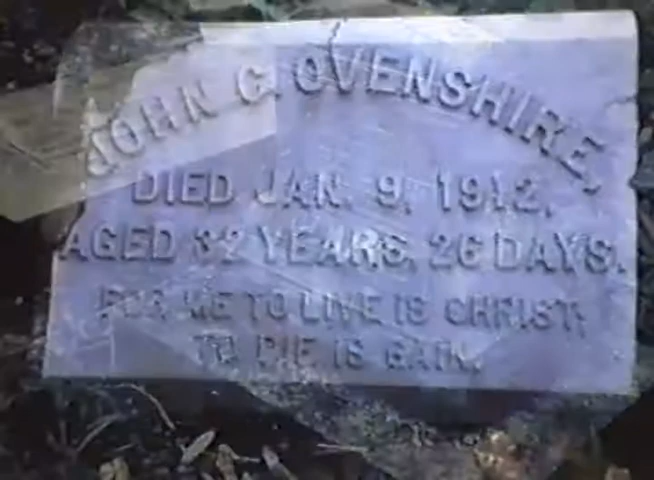 JOHN C. OVENSHIRE,
DIED JAN. 9, 1912,
AGED 32 YEARS, 26 DAYS.
FOR ME TO LIVE IS CHRIST;
TO DIE IS GAIN.